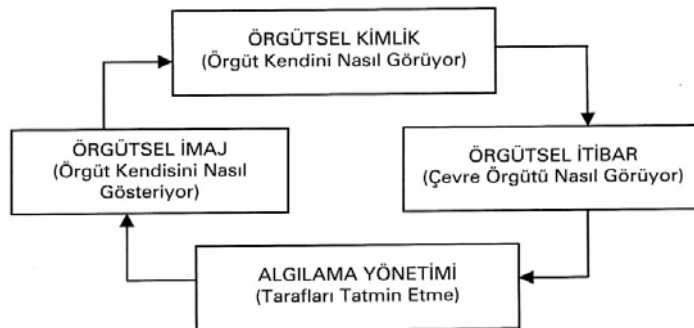 ÖRGÜTSEL KİMLİK
(Örgüt Kendini Nasıl Görüyor)
ÖRGÜTSEL İMAJ
(Örgüt Kendisini Nasıl
Gösteriyor)
ÖRGÜTSEL İTİBAR
(Çevre Örgütü Nasıl Görüyor)
ALGILAMA YÖNETİMİ
(Tarafları Tatmin Etme)